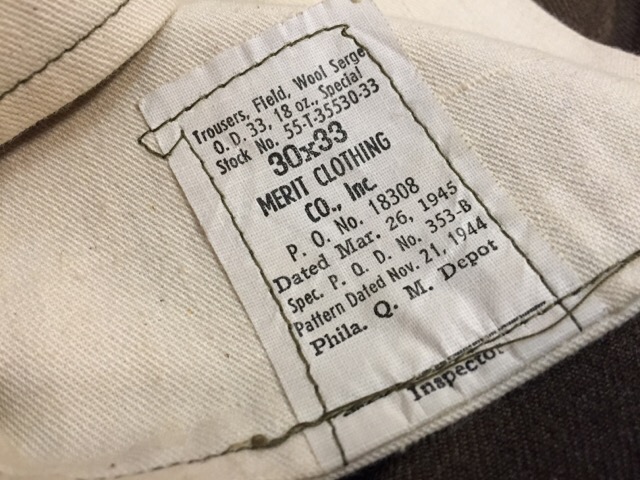 Trousers, Field, Wool Serge
O. D. 33, 18 oz., Special
Stock No. 55-T-35530-33
30x33
MERIT CLOTHING
CO., Inc.
P. O. No. 18308
Dated Mar. 26, 1945
Spec. P. Q. D. No. 353-B
Pattern Dated Nov. 21, 1944
Phila. Q. M. Depot
Inspector